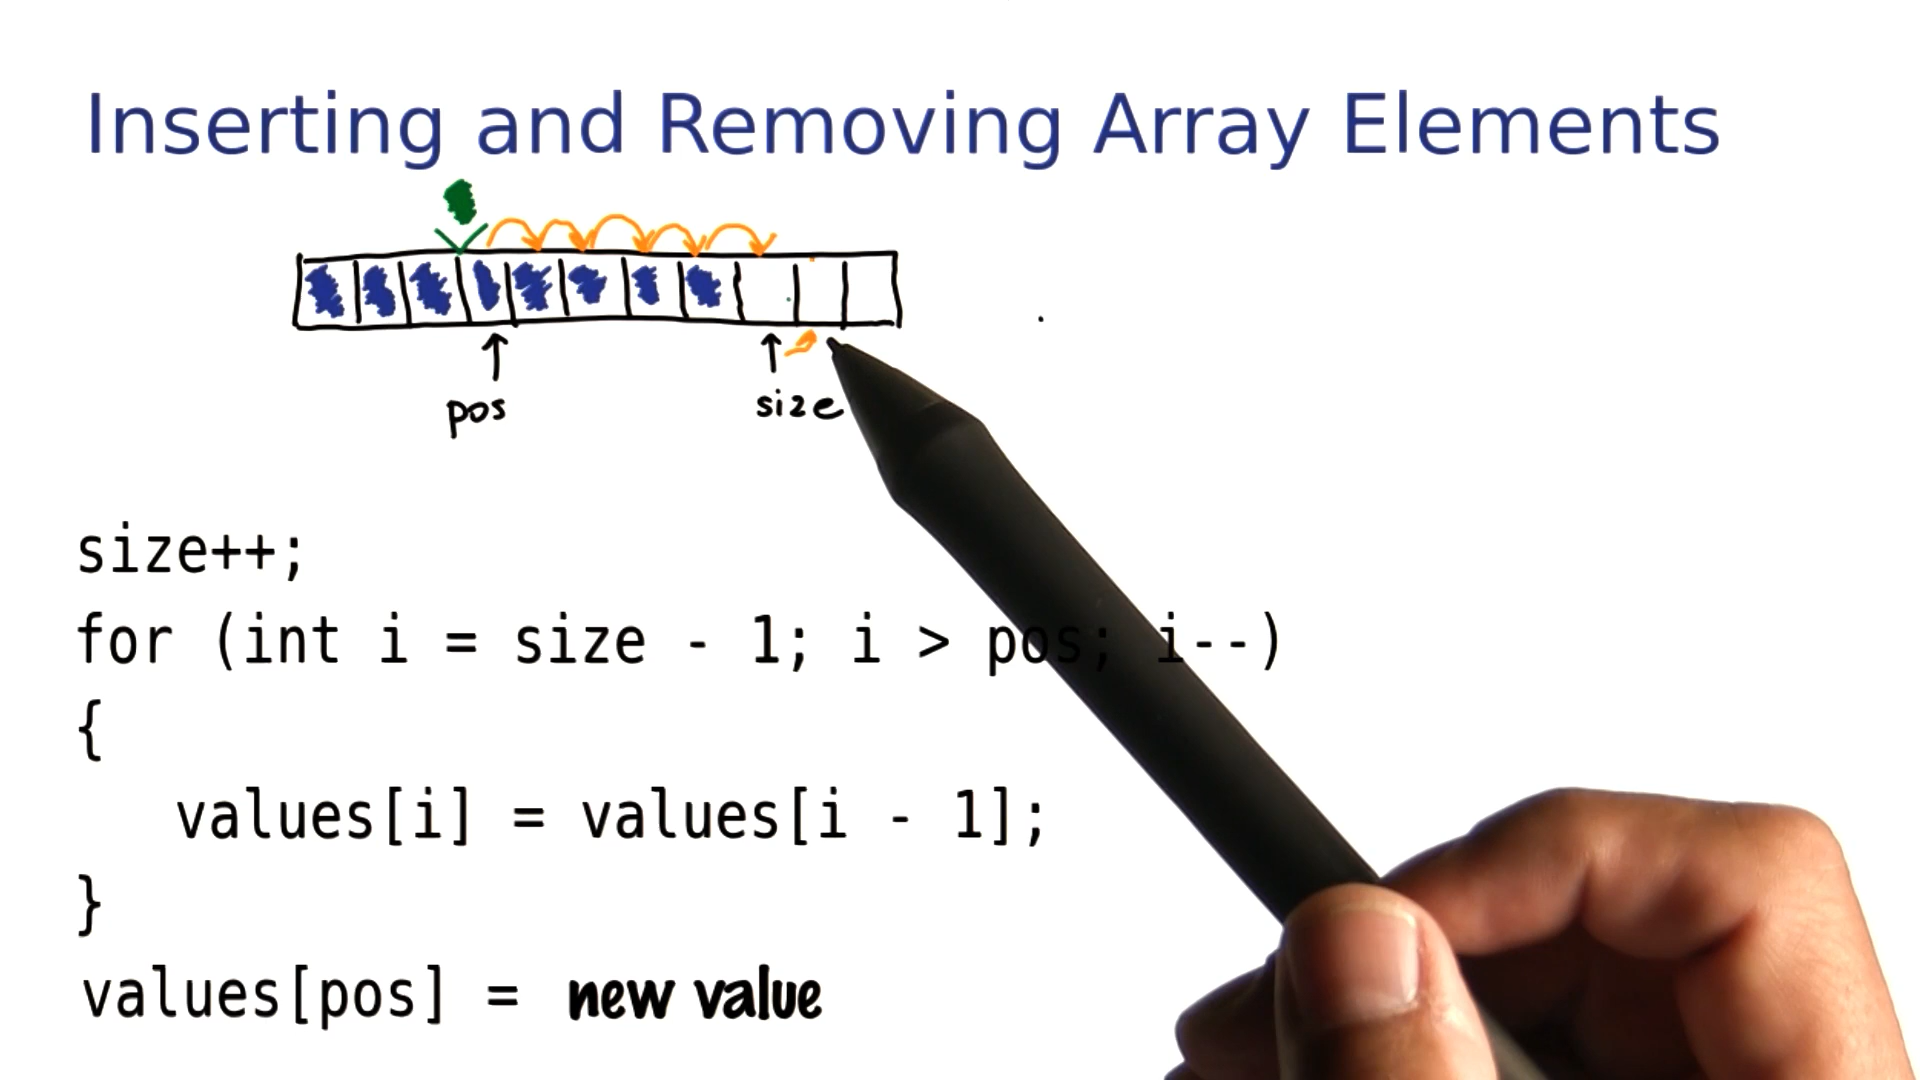 Inserting and Removing Array Elements
pos
size
size++;
for (int i = size - 1; i > pos; i--)
{
values[i] = values[i - 1];
}
values[pos] = new value